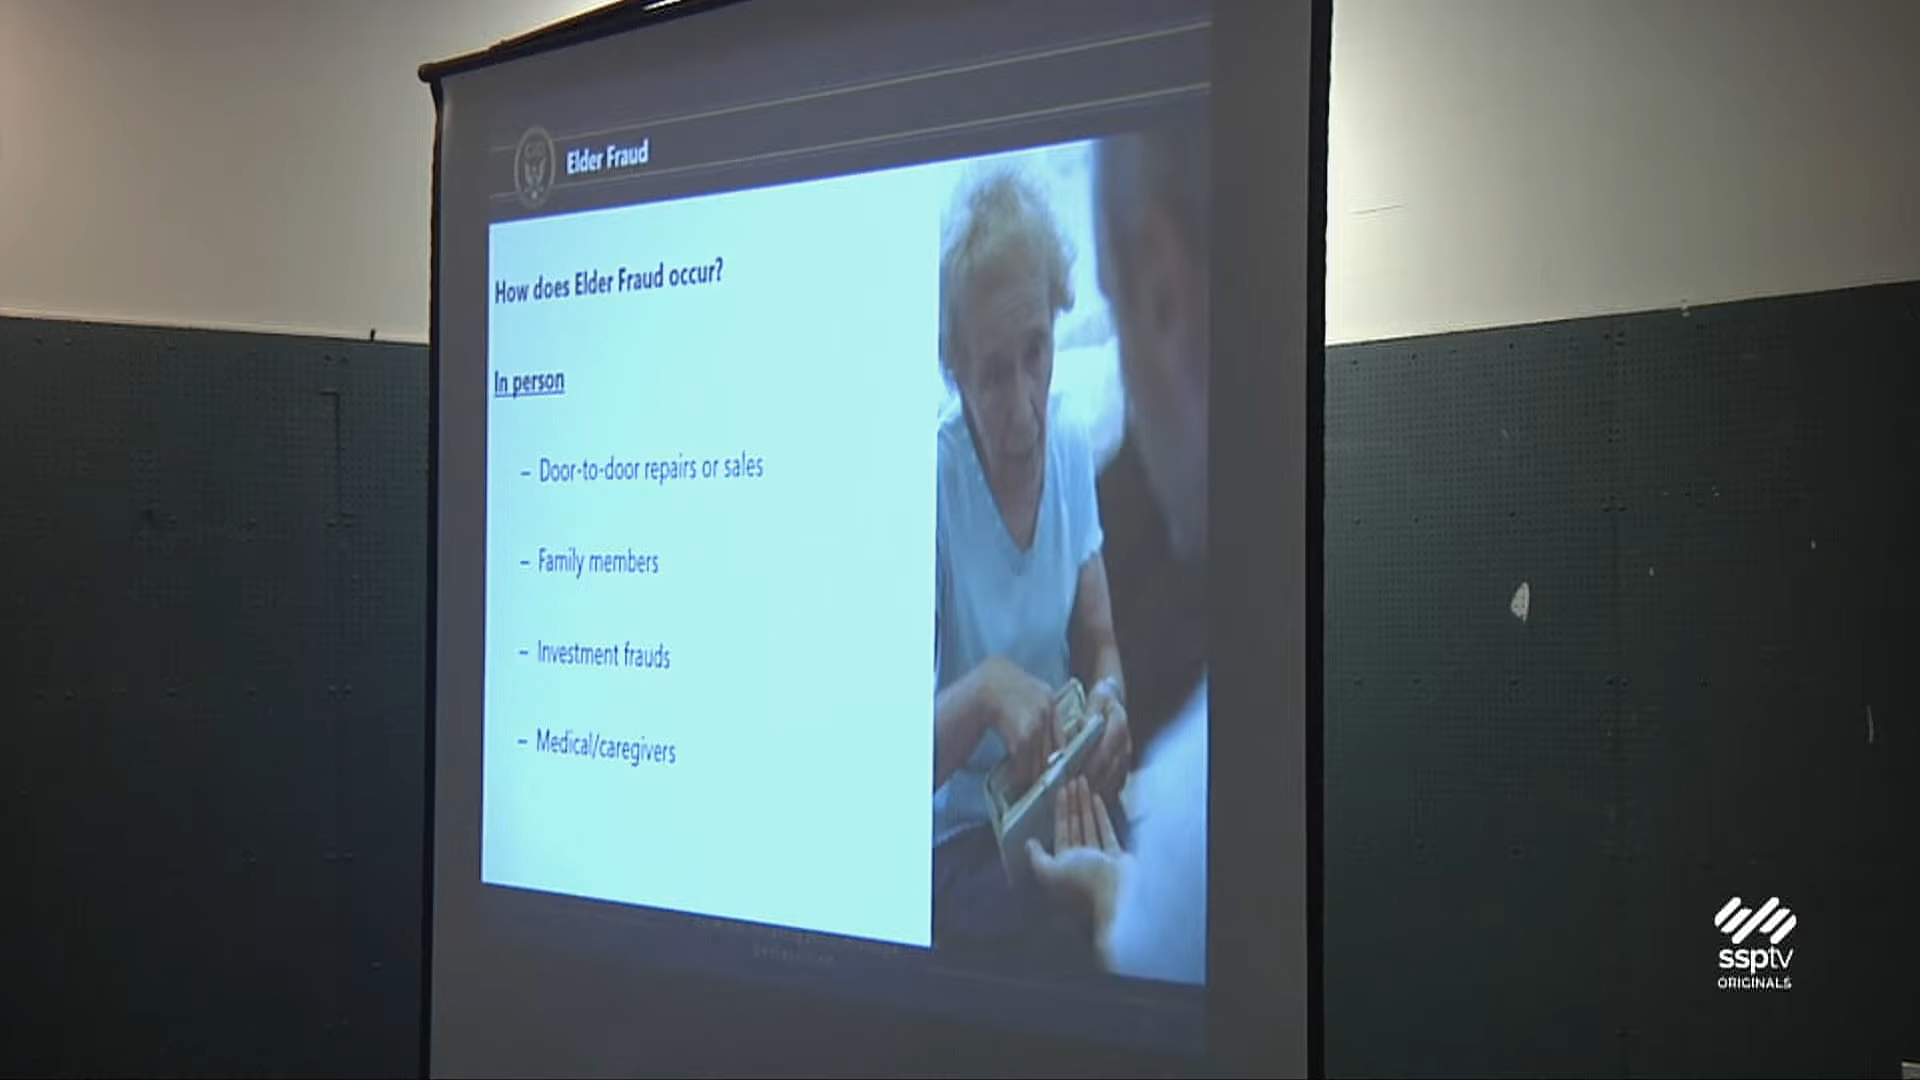 Elder Fraud
How does Elder Fraud occur?
In person
– Door-to-door repairs or sales
– Family members
– Investment frauds
– Medical/caregivers
ssptv
ORIGINALS